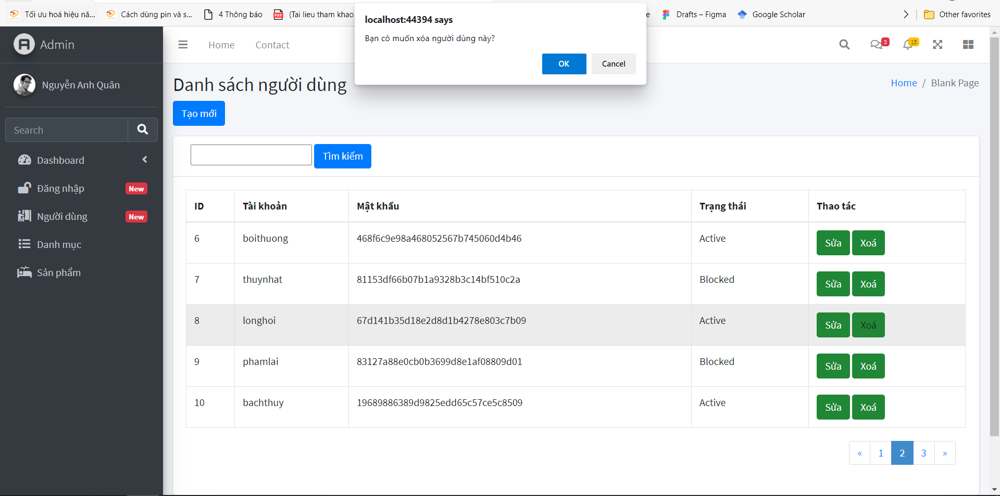 Tối ưu hoá hiệu nă...
Cách dùng pin và s...
4 Thông báo
PDF
(Tai lieu tham khao
e
Drafts – Figma
Google Scholar
Other favorites
localhost:44394 says
Bạn có muốn xóa người dùng này?
OK
Cancel
A
Admin
Home
Contact
3
15
Nguyễn Anh Quân
Search
Dashboard
Đăng nhập
New
Người dùng
New
Danh mục
Sản phẩm
Danh sách người dùng
Home / Blank Page
Tạo mới
Tìm kiếm
ID Tài khoản Mật khẩu Trạng thái Thao tác
6 boithuong 468f6c9e98a468052567b745060d4b46 Active Sửa Xoá
7 thuynhat 81153df66b07b1a9328b3c14bf510c2a Blocked Sửa Xoá
8 longhoi 67d141b35d18e2d8d1b4278e803c7b09 Active Sửa Xoá
9 phamlai 83127a88e0cb0b3699d8e1af08809d01 Blocked Sửa Xoá
10 bachthuy 19689886389d9825edd65c57ce5c8509 Active Sửa Xoá
« 1 2 3 »